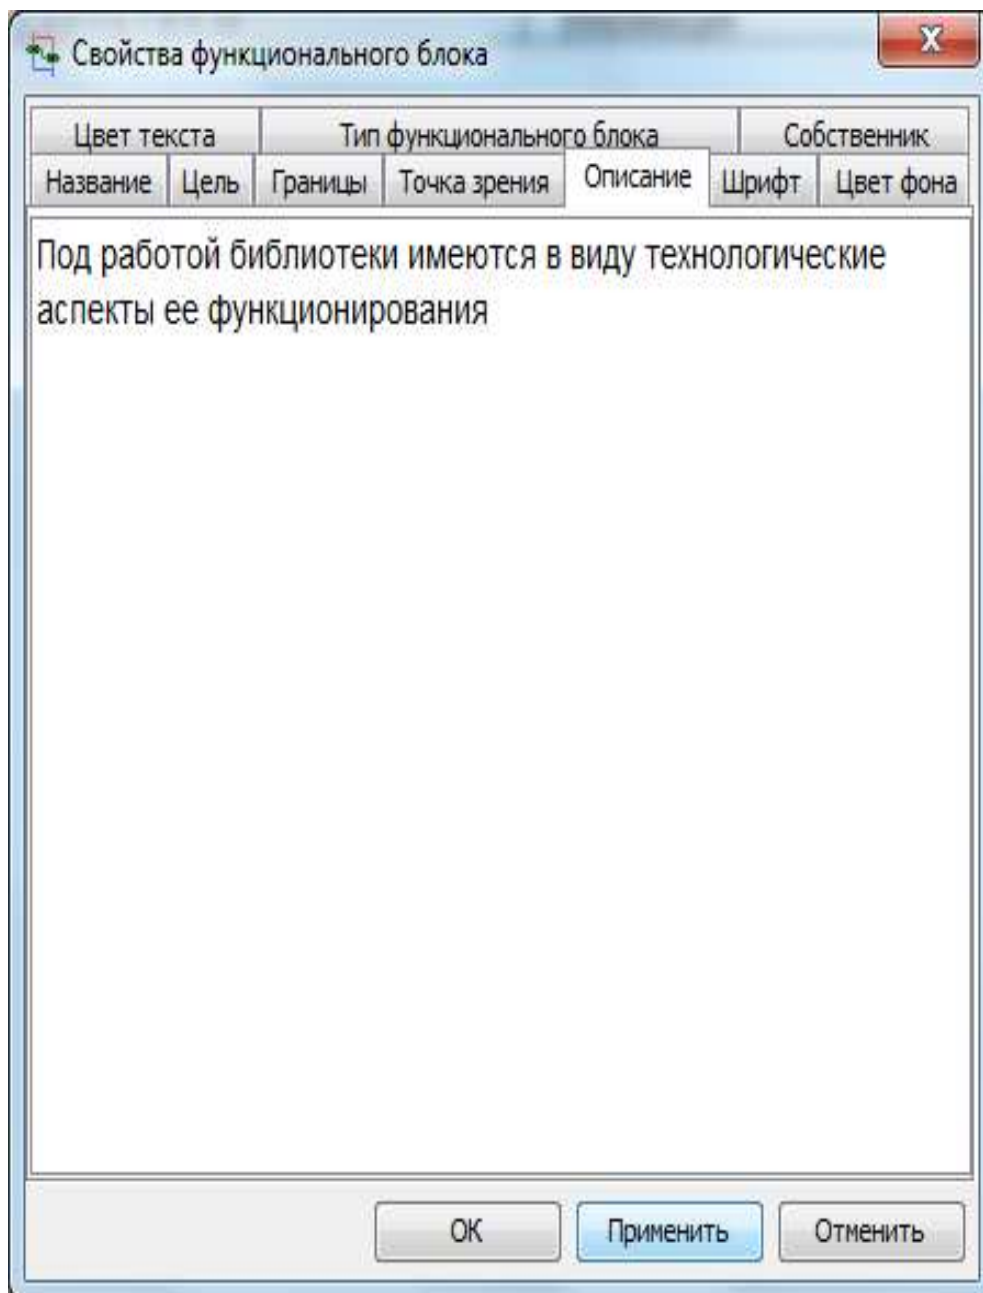 Свойства функционального блока
X
Цвет текста Тип функционального блока Собственник
Название Цель Границы Точка зрения Описание Шрифт Цвет фона
Под работой библиотеки имеются в виду технологические
аспекты ее функционирования
ОК Применить Отменить